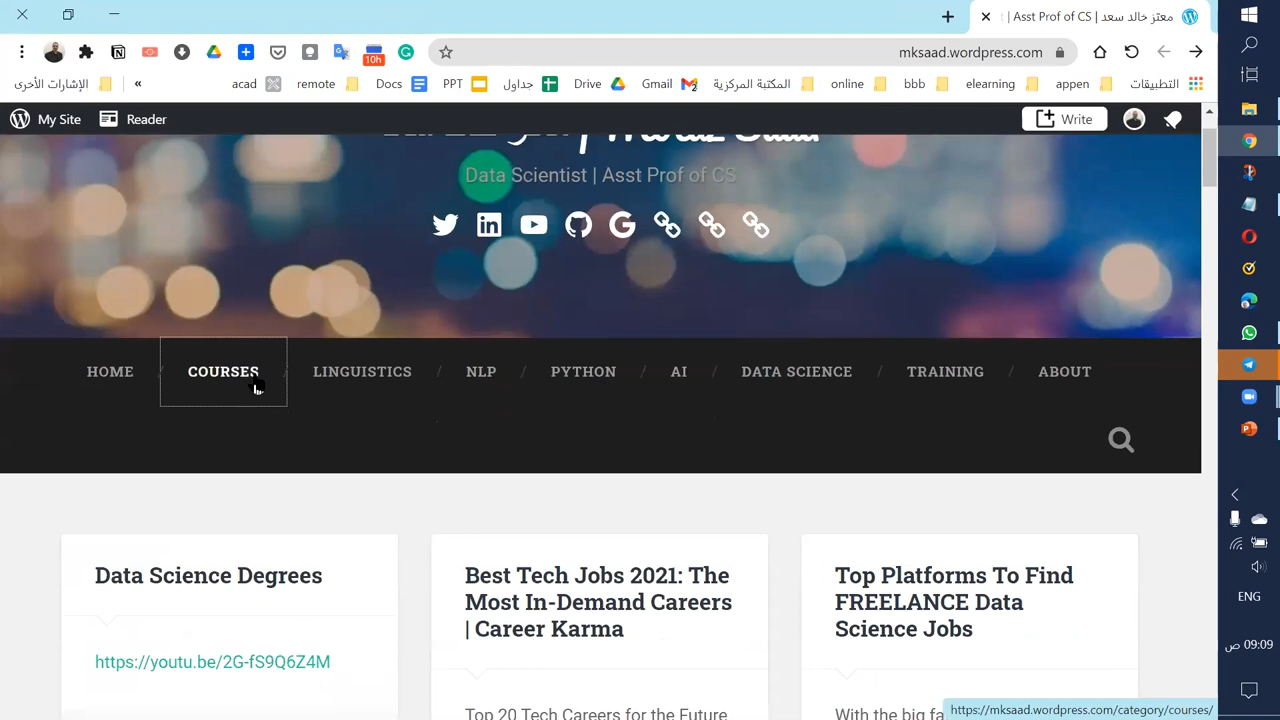 معتز خالد سعد | Asst Prof of CS
mksaad.wordpress.com
10h
التطبيقات
appen
elearning
bbb
online
المكتبة المركزية
Gmail
Drive
جداول
PPT
Docs
remote
acad
»
الإشارات الأخرى
My Site
Reader
Write
Data Scientist | Asst Prof of CS
HOME / COURSES / LINGUISTICS / NLP / PYTHON / AI / DATA SCIENCE / TRAINING / ABOUT
Data Science Degrees
https://youtu.be/2G-fS9Q6Z4M
Best Tech Jobs 2021: The
Most In-Demand Careers
| Career Karma
Top 20 Tech Careers for the Future
Top Platforms To Find
FREELANCE Data
Science Jobs
With the big
https://mksaad.wordpress.com/category/courses/
ENG
09:09 ص